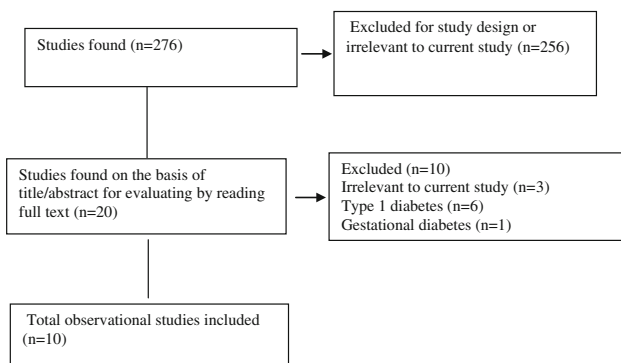 Studies found (n=276)
Excluded for study design or
irrelevant to current study (n=256)
Studies found on the basis of
title/abstract for evaluating by reading
full text (n=20)
Excluded (n=10)
Irrelevant to current study (n=3)
Type 1 diabetes (n=6)
Gestational diabetes (n=1)
Total observational studies included
(n=10)